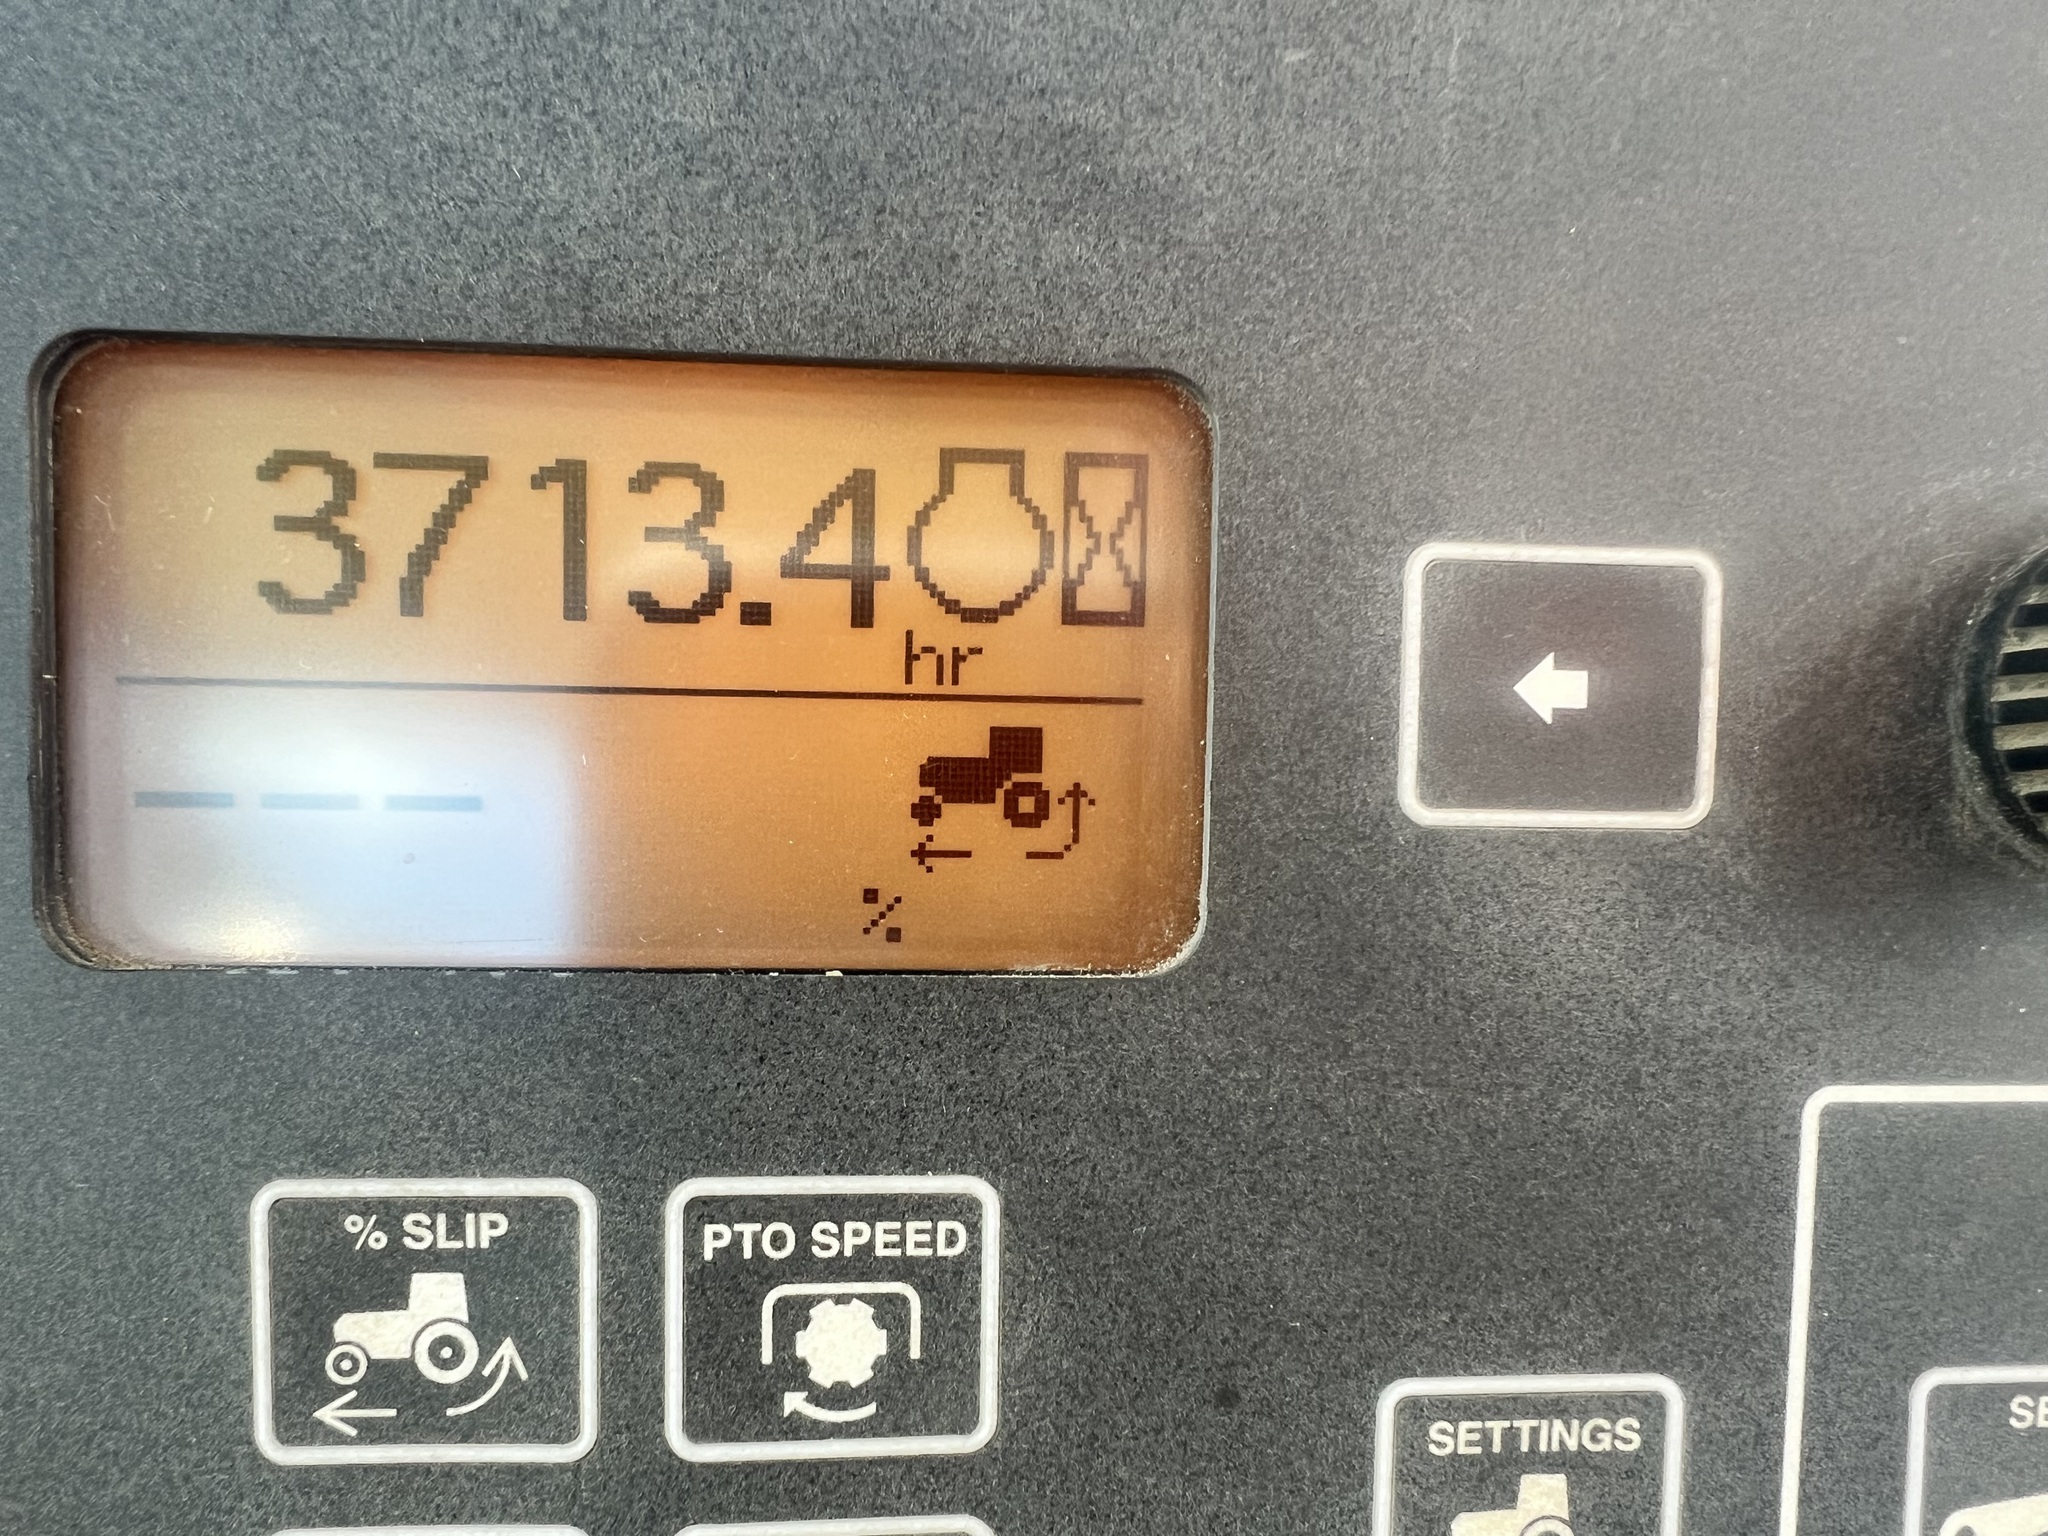 3713.4
hr
---
%
% SLIP
PTO SPEED
SETTINGS